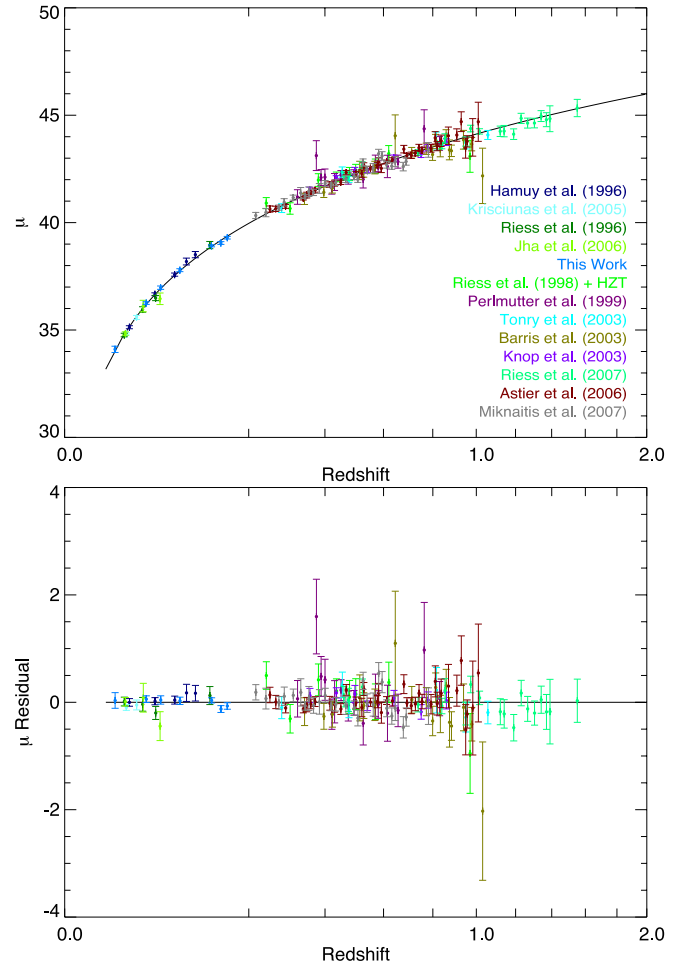 50
45
40
35
30
μ
Hamuy et al. (1996)
Krisciunas et al. (2005)
Riess et al. (1996)
Jha et al. (2006)
This Work
Riess et al. (1998) + HZT
Perlmutter et al. (1999)
Tonry et al. (2003)
Barris et al. (2003)
Knop et al. (2003)
Riess et al. (2007)
Astier et al. (2006)
Miknaitis et al. (2007)
0.0 1.0 2.0
Redshift
4
2
0
-2
-4
μ Residual
0.0 1.0 2.0
Redshift